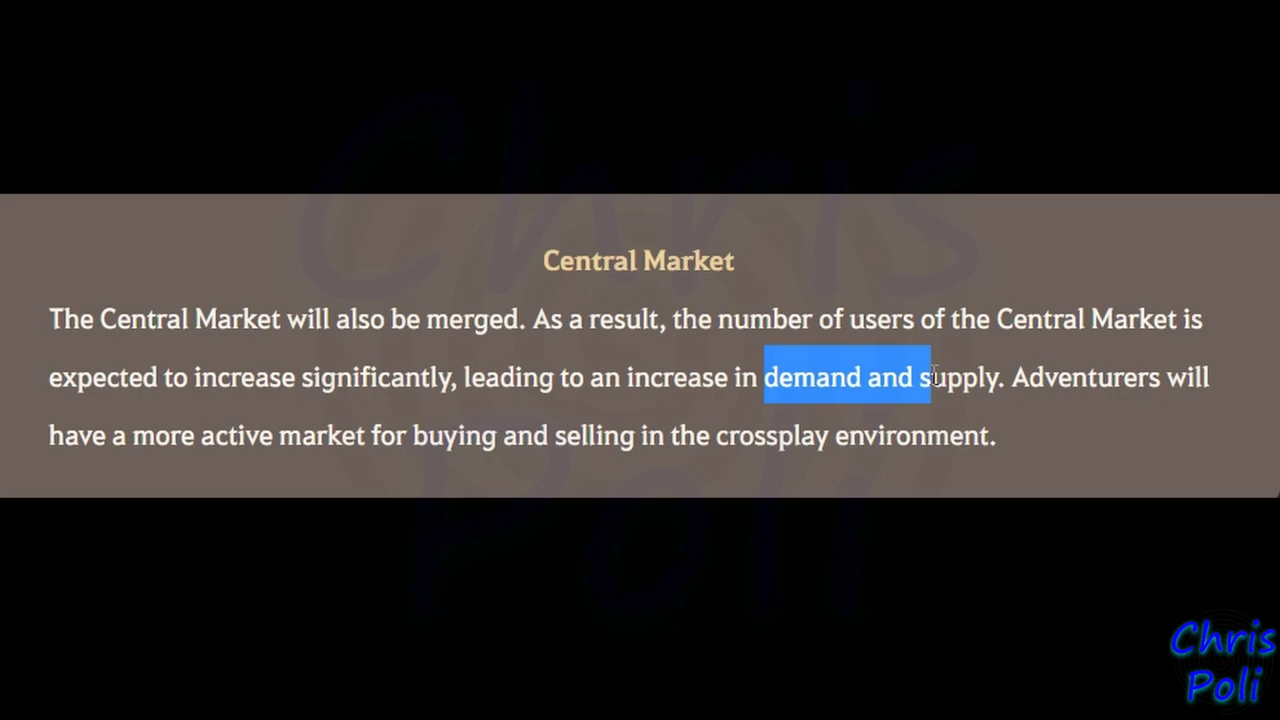 Central Market
The Central Market will also be merged. As a result, the number of users of the Central Market is
expected to increase significantly, leading to an increase in demand and supply. Adventurers will
have a more active market for buying and selling in the crossplay environment.
Chris
Poli
Chris
Poli